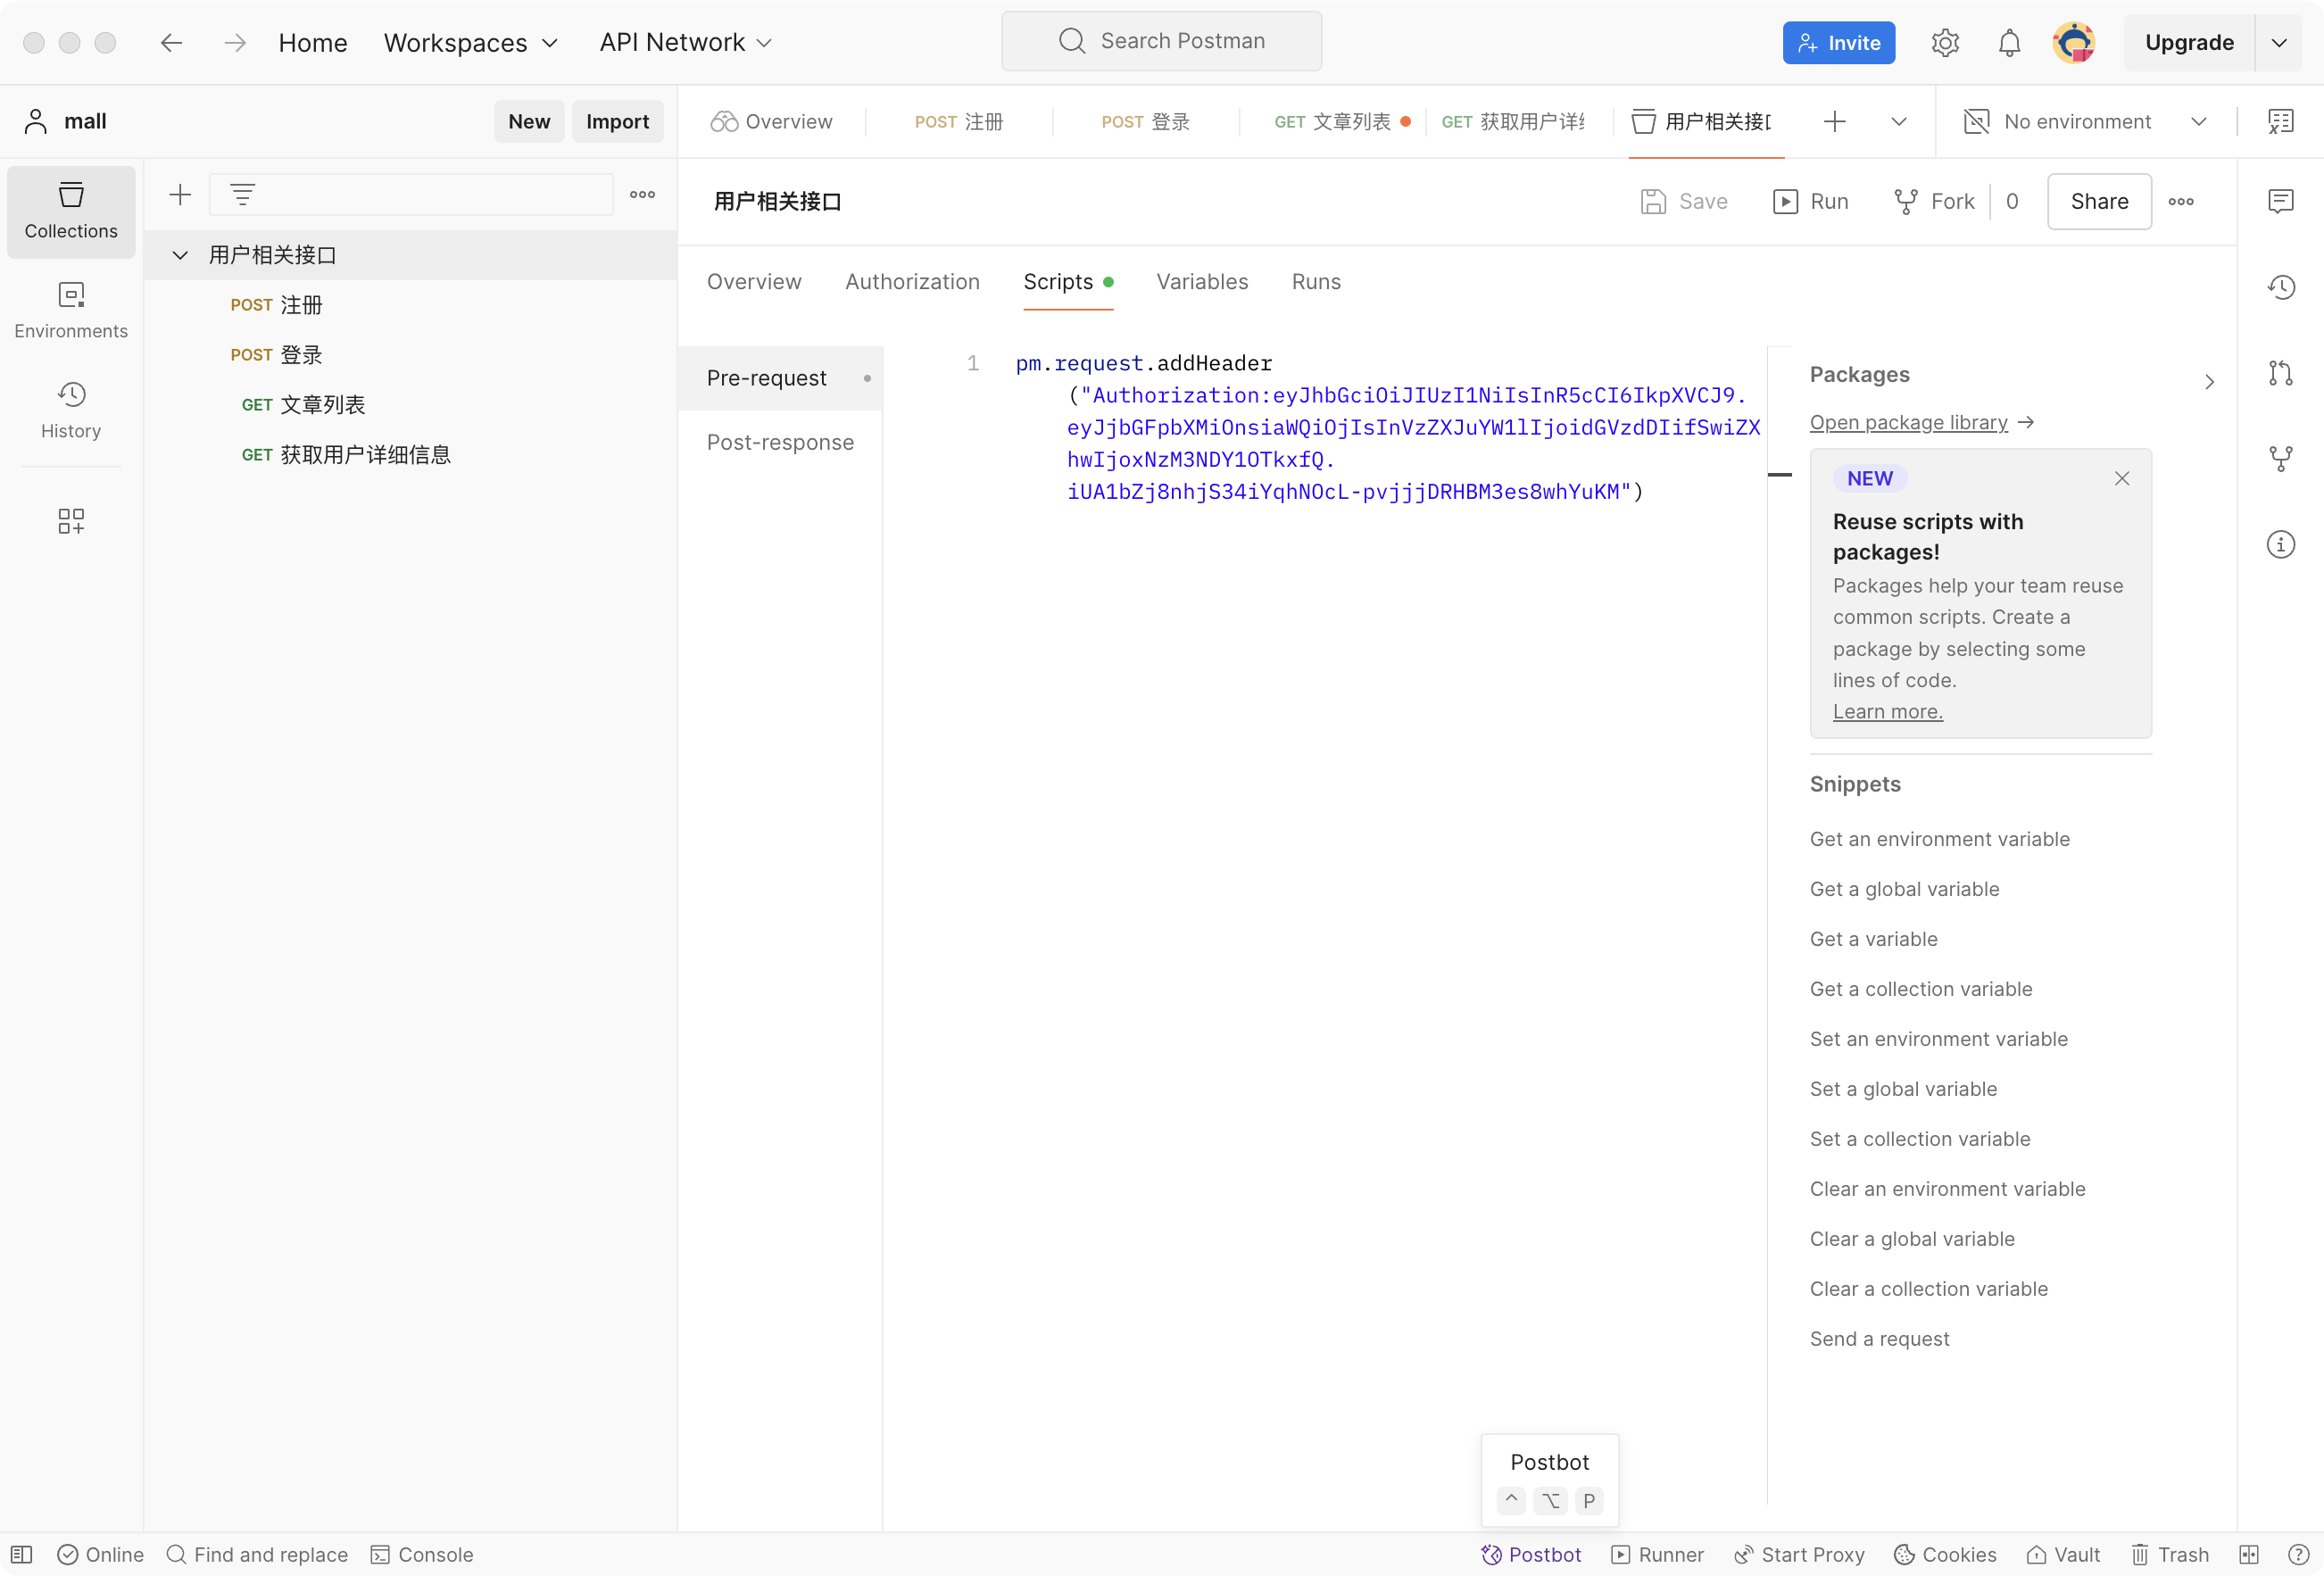 Home
Workspaces
API Network
Search Postman
Invite
Upgrade
mall
New
Import
Overview
POST 注册
POST 登录
GET 文章列表
GET 获取用户详
用户相关接口
No environment
Collections
Environments
History
用户相关接口
POST 注册
POST 登录
GET 文章列表
GET 获取用户详细信息
用户相关接口
Save
Run
Fork
0
Share
Overview
Authorization
Scripts
Variables
Runs
Pre-request
Post-response
1
pm.request.addHeader
("Authorization:eyJhbGciOiJIUzI1NiIsInR5cCI6IkpXVCJ9.
eyJjbGFpbXMiOnsiaWQiOjIsInVzZXJuYW1lIjoidGVzdDIifSwiZX
hwIjoxNzM3NDY1OTkxfQ.
iUA1bZj8nhjS34iYqhNOcL-pvjjjDRHBM3es8whYuKM")
Packages
Open package library →
NEW
Reuse scripts with
packages!
Packages help your team reuse
common scripts. Create a
package by selecting some
lines of code.
Learn more.
Snippets
Get an environment variable
Get a global variable
Get a variable
Get a collection variable
Set an environment variable
Set a global variable
Set a collection variable
Clear an environment variable
Clear a global variable
Clear a collection variable
Send a request
Postbot
^ ⌥ P
Online
Find and replace
Console
Postbot
Runner
Start Proxy
Cookies
Vault
Trash